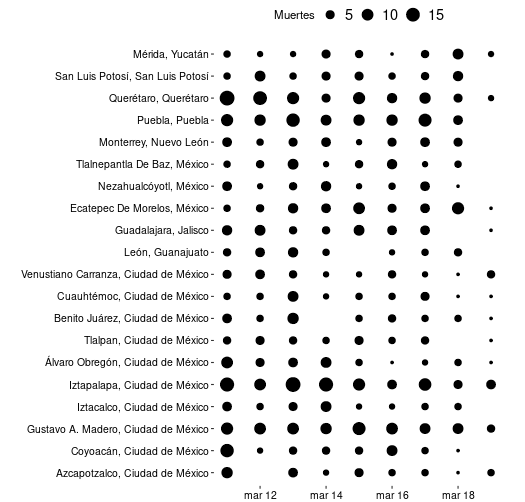 Muertes 5 10 15
Mérida, Yucatán
San Luis Potosí, San Luis Potosí
Querétaro, Querétaro
Puebla, Puebla
Monterrey, Nuevo León
Tlalnepantla De Baz, México
Nezahualcóyotl, México
Ecatepec De Morelos, México
Guadalajara, Jalisco
León, Guanajuato
Venustiano Carranza, Ciudad de México
Cuauhtémoc, Ciudad de México
Benito Juárez, Ciudad de México
Tlalpan, Ciudad de México
Álvaro Obregón, Ciudad de México
Iztapalapa, Ciudad de México
Iztacalco, Ciudad de México
Gustavo A. Madero, Ciudad de México
Coyoacán, Ciudad de México
Azcapotzalco, Ciudad de México
mar 12 mar 14 mar 16 mar 18